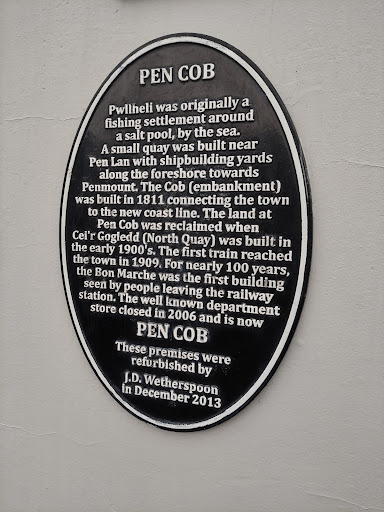 PEN COB
Pwllheli was originally a
fishing settlement around
a salt pool, by the sea.
A small quay was built near
Pen Lan with shipbuilding yards
along the foreshore towards
Penmount. The Cob (embankment)
was built in 1811 connecting the town
to the new coast line. The land at
Pen Cob was reclaimed when
Cei'r Gogledd (North Quay) was built in
the early 1900's. The first train reached
the town in 1909. For nearly 100 years,
the Bon Marche was the first building
seen by people leaving the railway
station. The well known department
store closed in 2006 and is now
PEN COB
These premises were
refurbished by
J.D. Wetherspoon
in December 2013